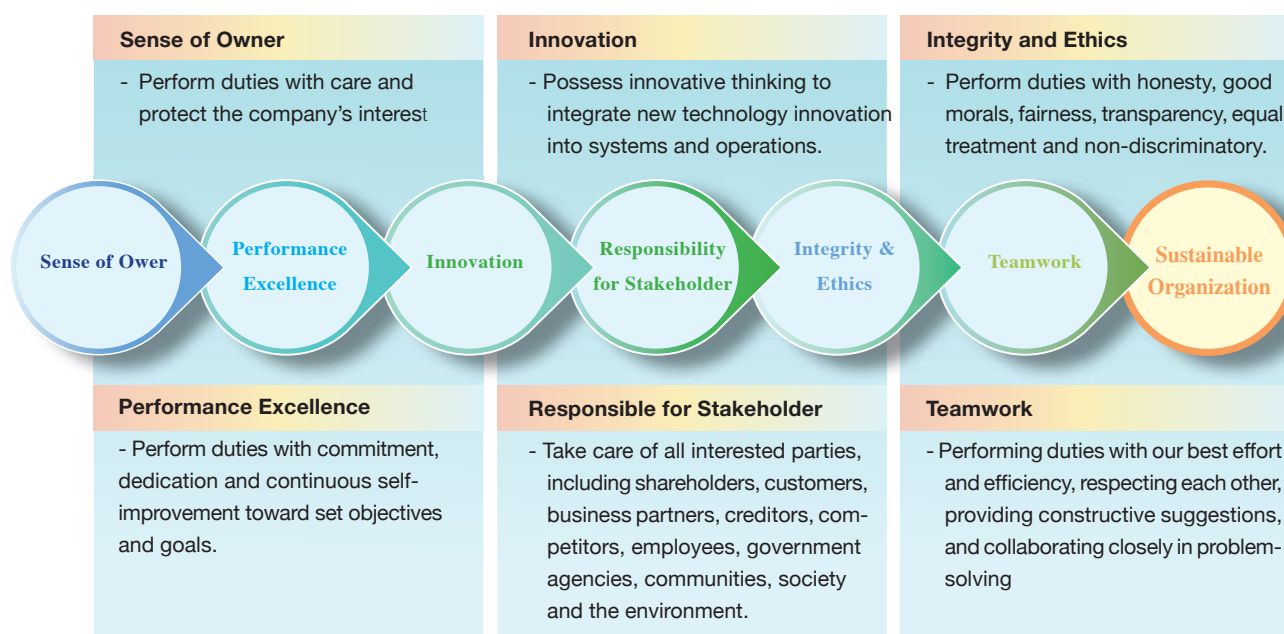 Sense of Owner
- Perform duties with care and
protect the company’s interest
Innovation
- Possess innovative thinking to
integrate new technology innovation
into systems and operations.
Integrity and Ethics
- Perform duties with honesty, good
morals, fairness, transparency, equal
treatment and non-discriminatory.
Sense of Ower
Performance
Excellence
Innovation
Responsibility
for Stakeholder
Integrity &
Ethics
Teamwork
Sustainable
Organization
Performance Excellence
- Perform duties with commitment,
dedication and continuous self-
improvement toward set objectives
and goals.
Responsible for Stakeholder
- Take care of all interested parties,
including shareholders, customers,
business partners, creditors, com-
petitors, employees, government
agencies, communities, society
and the environment.
Teamwork
- Performing duties with our best effort
and efficiency, respecting each other,
providing constructive suggestions,
and collaborating closely in problem-
solving